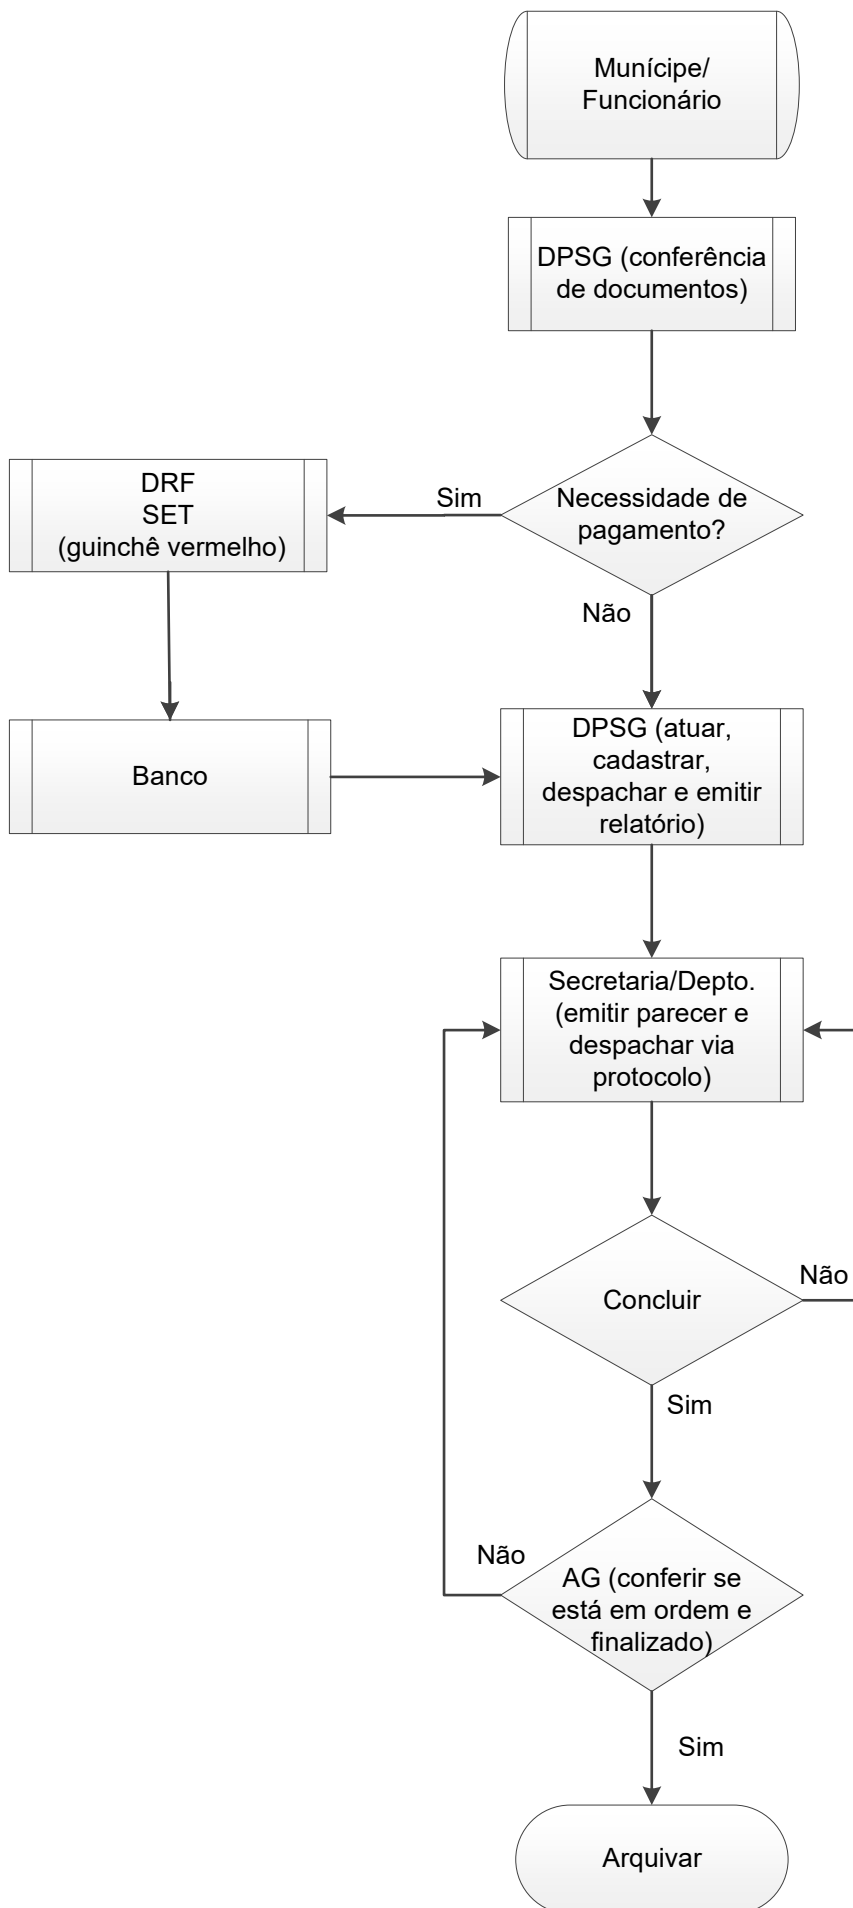 Munícipe/
Funcionário
DPSG (conferência
de documentos)
Necessidade de
pagamento?
Sim
DRF
SET
(guinchê vermelho)
Não
Banco
DPSG (atuar,
cadastrar,
despachar e emitir
relatório)
Secretaria/Depto.
(emitir parecer e
despachar via
protocolo)
Concluir
Não
Sim
AG (conferir se
está em ordem e
finalizado)
Não
Sim
Arquivar